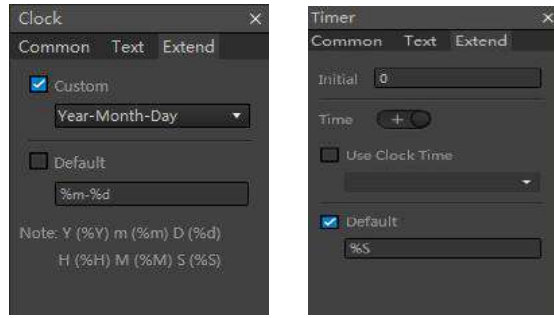 Clock
Common Text Extend
Custom
Year-Month-Day
Default
%m-%d
Note: Y (%Y) m (%m) D (%d)
H (%H) M (%M) S (%S)
Timer
Common Text Extend
Initial 0
Time +
Use Clock Time
Default
%S